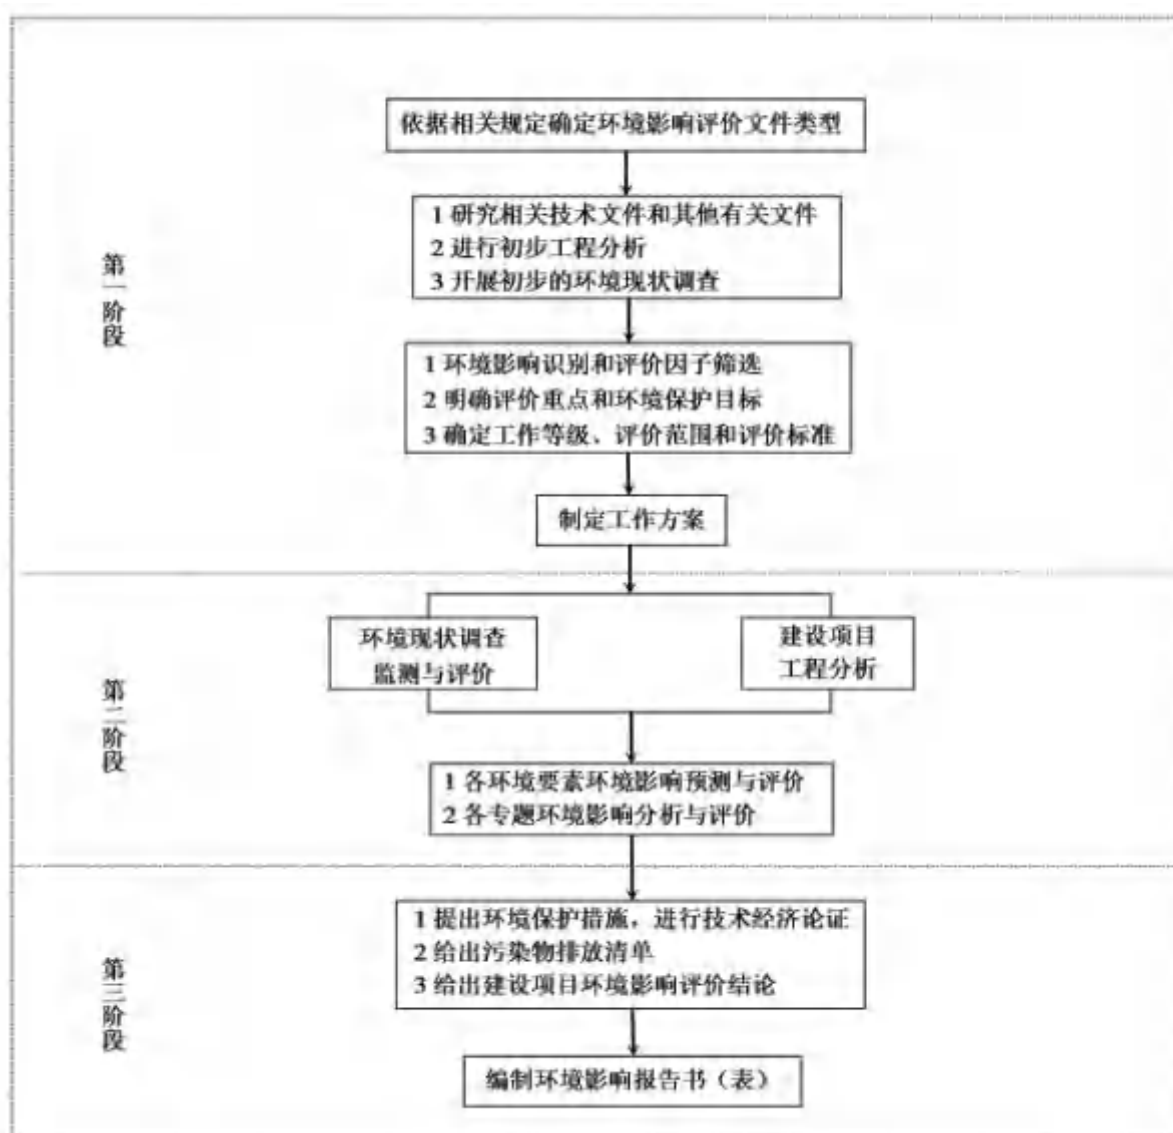 依据相关规定确定环境影响评价文件类型
1 研究相关技术文件和其他有关文件
2 进行初步工程分析
3 开展初步的环境现状调查
第一阶段
1 环境影响识别和评价因子筛选
2 明确评价重点和环境保护目标
3 确定工作等级、评价范围和评价标准
制定工作方案
环境现状调查
监测与评价
建设项目
工程分析
第二阶段
1 各环境要素环境影响预测与评价
2 各专题环境影响分析与评价
1 提出环境保护措施，进行技术经济论证
2 给出污染物排放清单
3 给出建设项目环境影响评价结论
第三阶段
编制环境影响报告书（表）